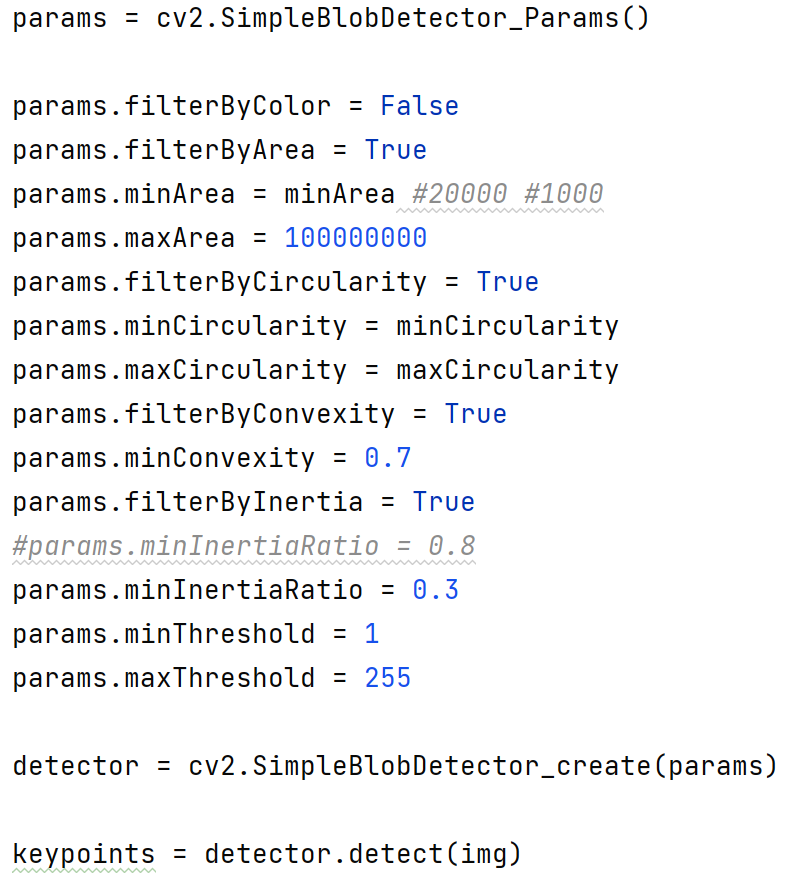 params = cv2.SimpleBlobDetector_Params()
params.filterByColor = False
params.filterByArea = True
params.minArea = minArea #20000 #1000
params.maxArea = 100000000
params.filterByCircularity = True
params.minCircularity = minCircularity
params.maxCircularity = maxCircularity
params.filterByConvexity = True
params.minConvexity = 0.7
params.filterByInertia = True
#params.minInertiaRatio = 0.8
params.minInertiaRatio = 0.3
params.minThreshold = 1
params.maxThreshold = 255
detector = cv2.SimpleBlobDetector_create(params)
keypoints = detector.detect(img)